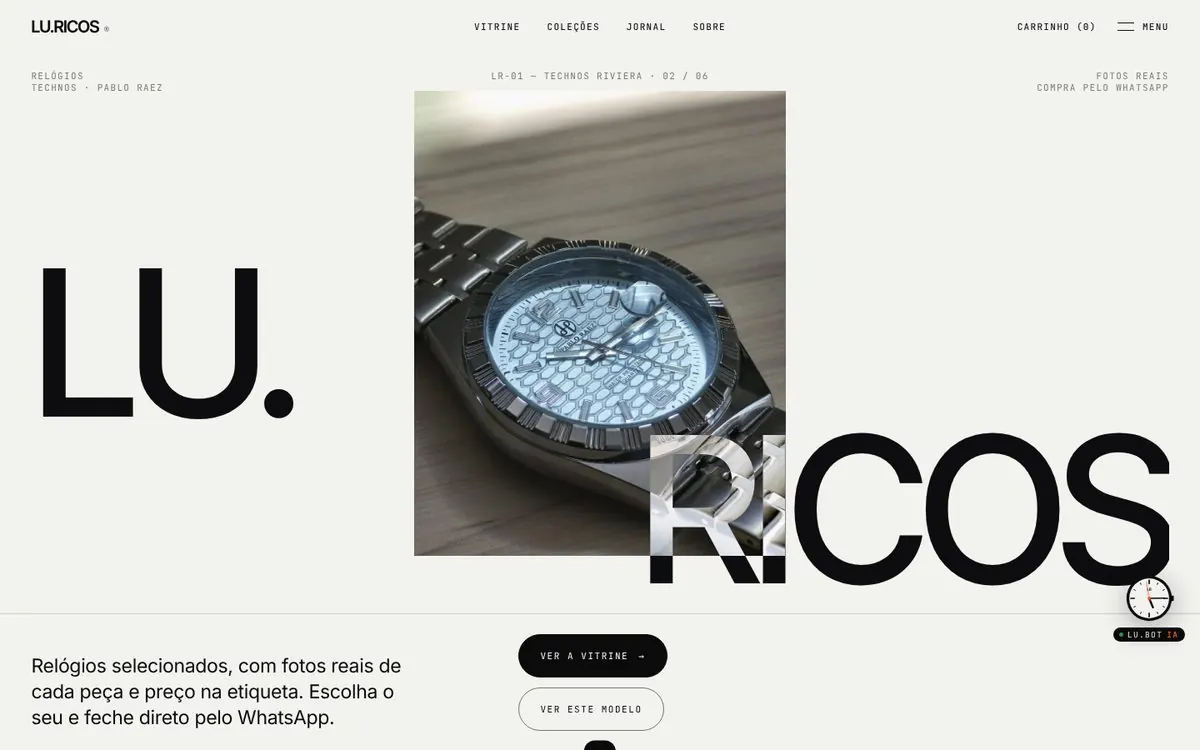 LU.RICOS ®
VITRINE COLEÇÕES JORNAL SOBRE
CARRINHO (0) MENU
RELÓGIOS
TECHNOS · PABLO RAEZ
LR-01 — TECHNOS RIVIERA · 02 / 06
FOTOS REAIS
COMPRA PELO WHATSAPP
PABLO RAEZ
LU.
RICOS
LU.BOT IA
Relógios selecionados, com fotos reais de
cada peça e preço na etiqueta. Escolha o
seu e feche direto pelo WhatsApp.
VER A VITRINE →
VER ESTE MODELO